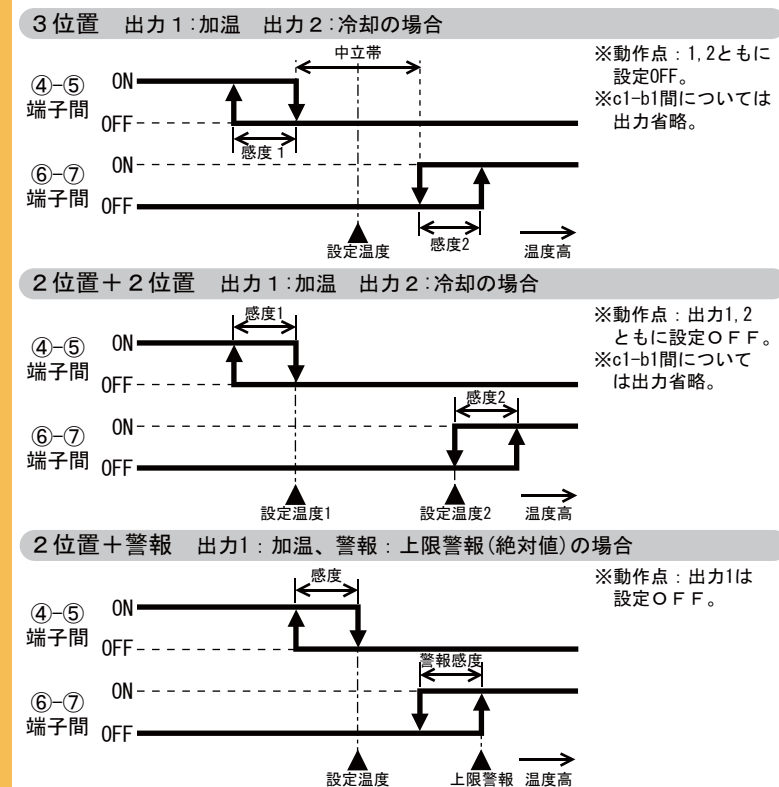 3位置 出力1:加温 出力2:冷却の場合
中立帯
④-⑤
端子間
ON
OFF
感度1
⑥-⑦
端子間
ON
OFF
感度2
設定温度
温度高
※動作点:1,2ともに
設定OFF。
※c1-b1間については
出力省略。
2位置+2位置 出力1:加温 出力2:冷却の場合
感度1
④-⑤
端子間
ON
OFF
感度2
⑥-⑦
端子間
ON
OFF
設定温度1
設定温度2
温度高
※動作点:出力1,2
ともに設定OFF。
※c1-b1間について
は出力省略。
2位置+警報 出力1:加温、警報:上限警報(絶対値)の場合
感度
④-⑤
端子間
ON
OFF
警報感度
⑥-⑦
端子間
ON
OFF
設定温度
上限警報
温度高
※動作点:出力1は
設定OFF。